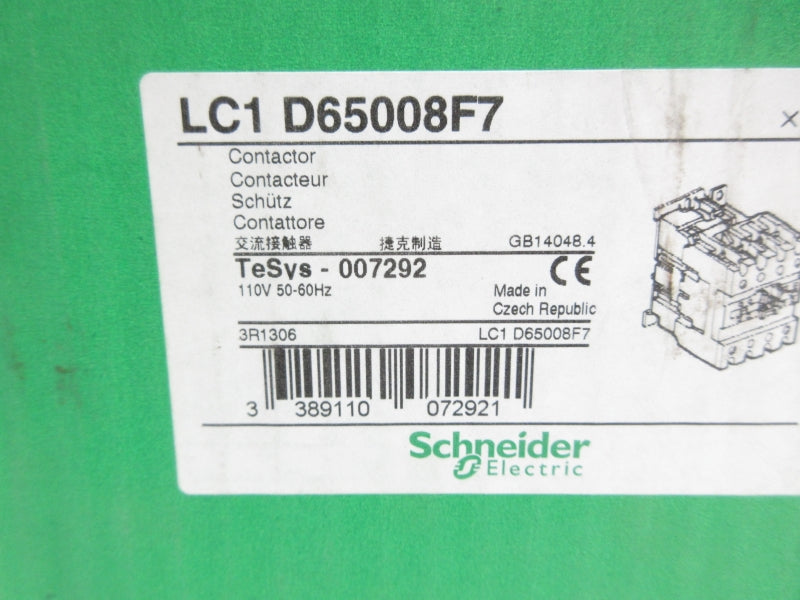 LC1 D65008F7 ×
Contactor
Contacteur
Schütz
Contattore
交流接触器 捷克制造 GB14048.4
TeSys - 007292 CE
110V 50-60Hz Made in
Czech Republic
3R1306 LC1 D65008F7
3 389110 072921
Schneider
Electric